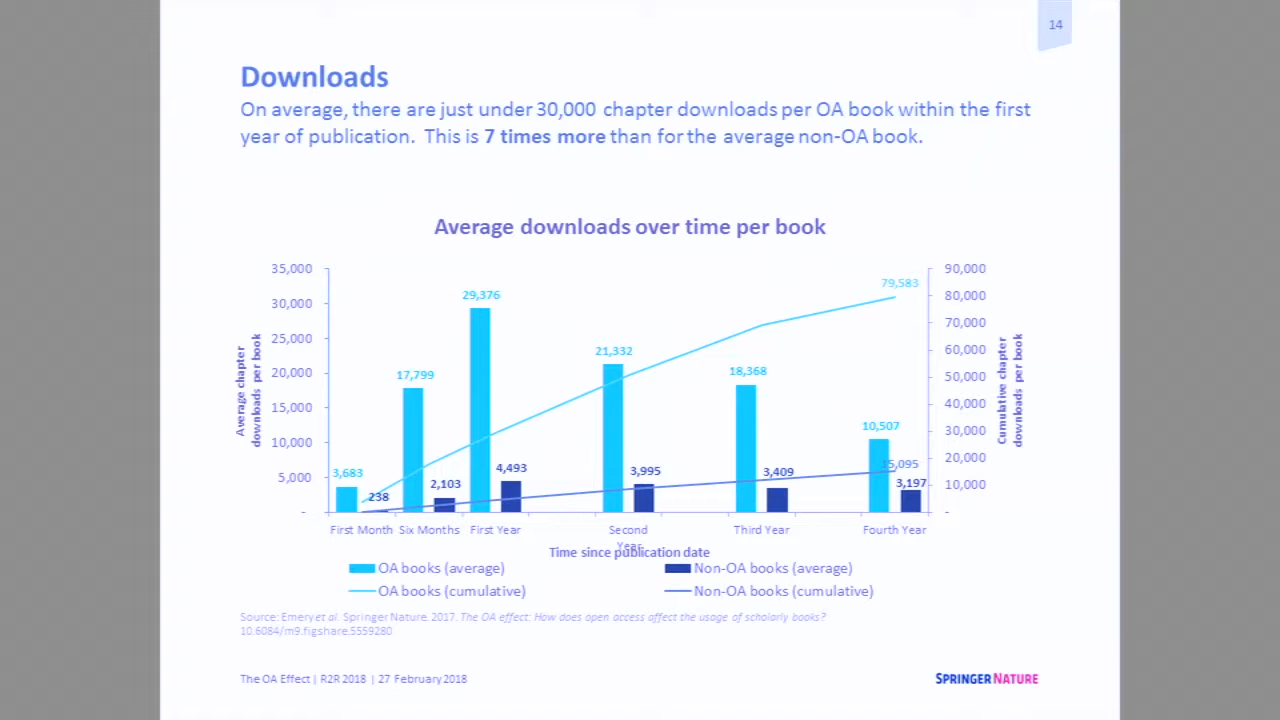 14
Downloads
On average, there are just under 30,000 chapter downloads per OA book within the first
year of publication. This is 7 times more than for the average non-OA book.
Average downloads over time per book
35,000
30,000
25,000
20,000
15,000
10,000
5,000
-
Average chapter
downloads per book
90,000
80,000
70,000
60,000
50,000
40,000
30,000
20,000
10,000
-
Cumulative chapter
downloads per book
3,683
238
17,799
2,103
29,376
4,493
21,332
3,995
18,368
3,409
10,507
3,197
79,583
15,095
First Month
Six Months
First Year
Second
Year
Third Year
Fourth Year
Time since publication date
OA books (average)
Non-OA books (average)
OA books (cumulative)
Non-OA books (cumulative)
Source: Emery et al. Springer Nature. 2017. The OA effect: How does open access affect the usage of scholarly books?
10.6084/m9.figshare.5559280
The OA Effect | R2R 2018 | 27 February 2018
SPRINGER NATURE